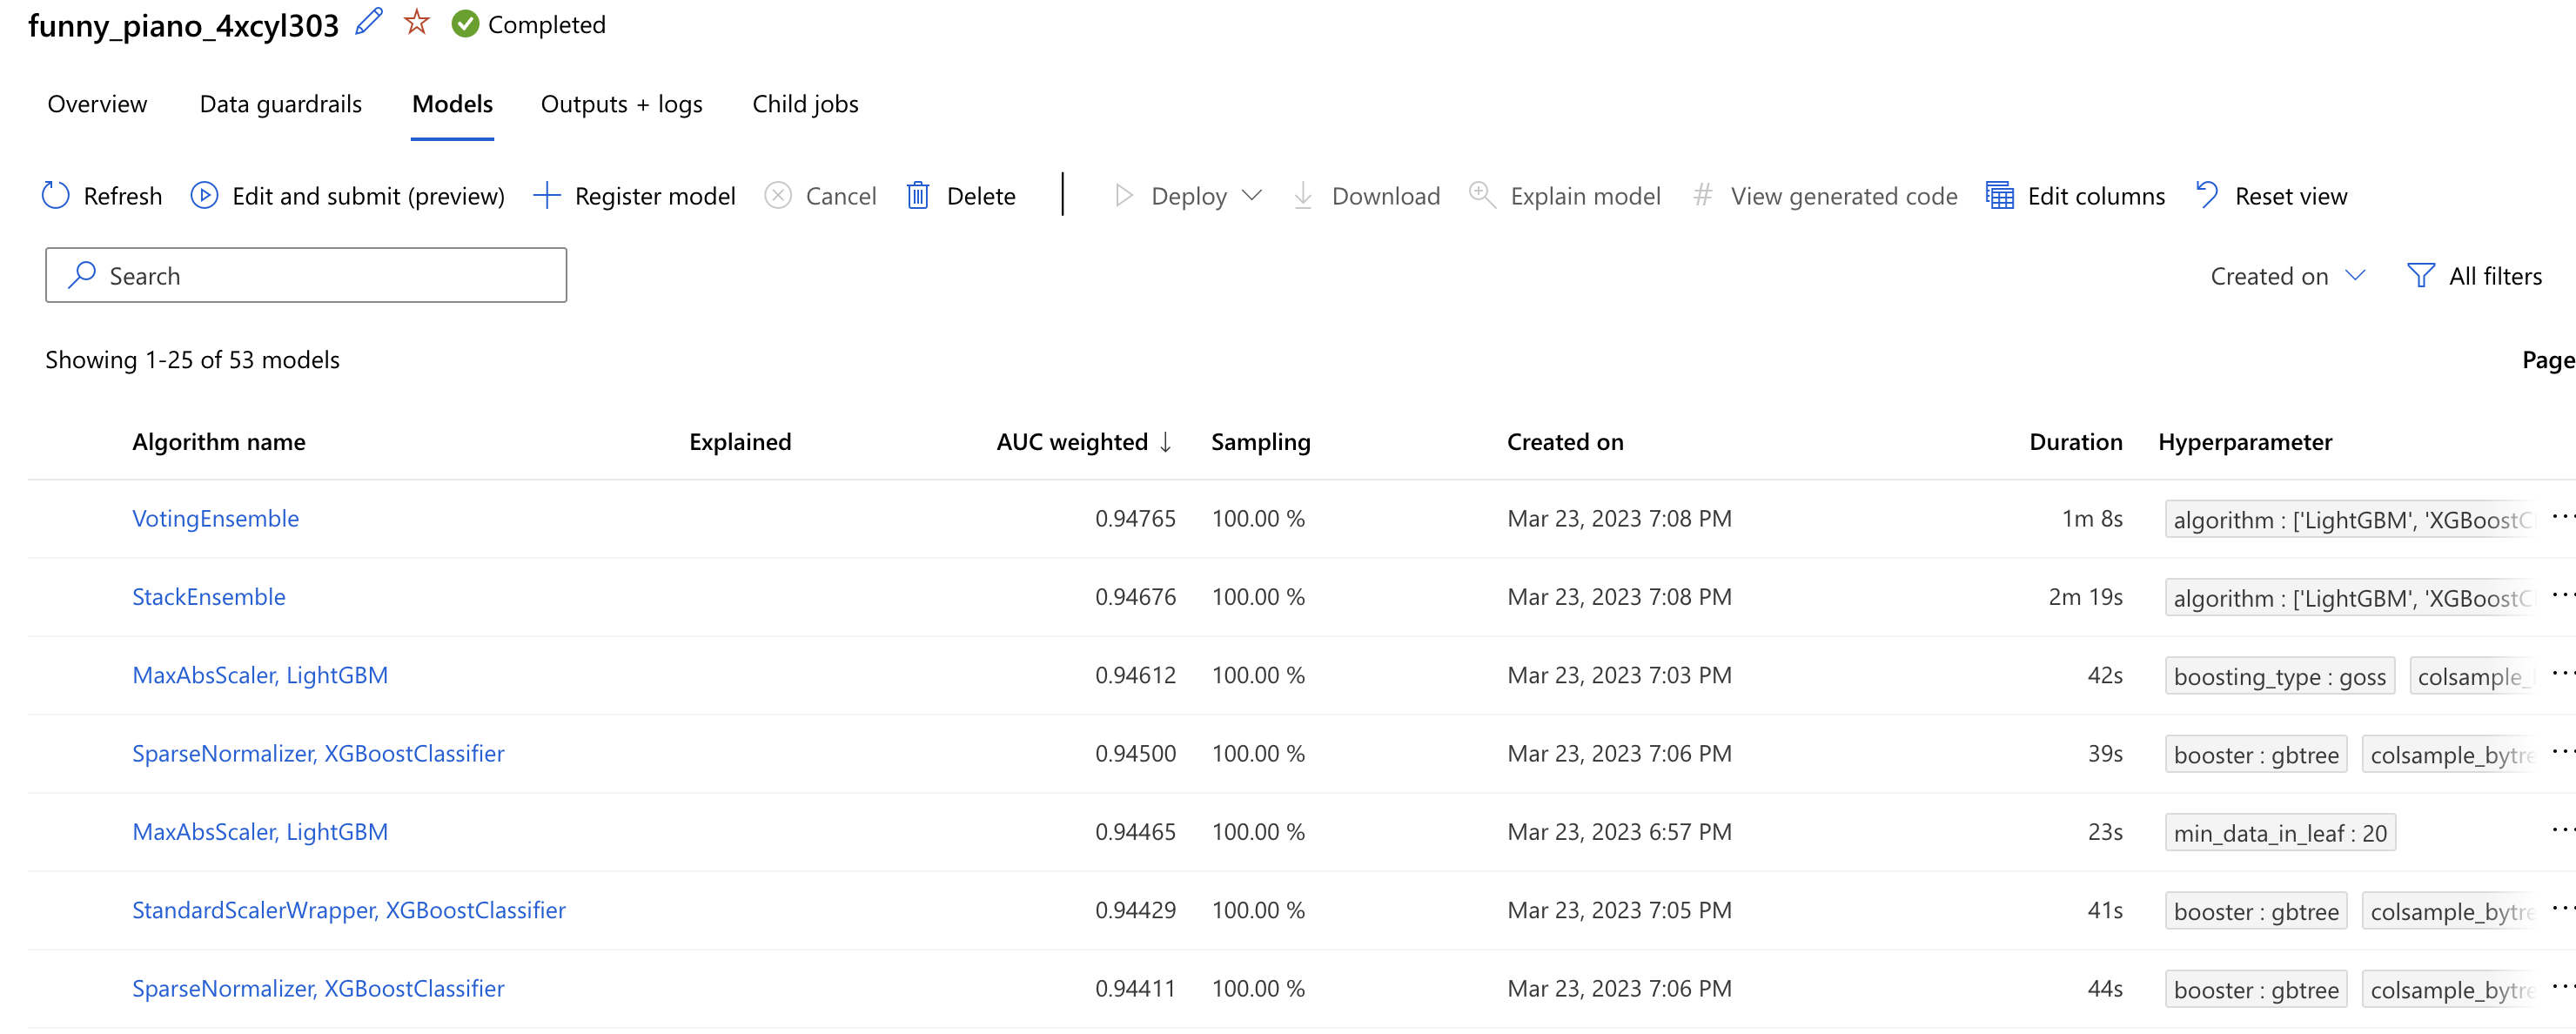 funny_piano_4xcyl303 Completed
Overview Data guardrails Models Outputs + logs Child jobs
Refresh Edit and submit (preview) Register model Cancel Delete Deploy Download Explain model # View generated code Edit columns Reset view
Search Created on All filters
Showing 1-25 of 53 models Page
Algorithm name Explained AUC weighted ↓ Sampling Created on Duration Hyperparameter
VotingEnsemble 0.94765 100.00 % Mar 23, 2023 7:08 PM 1m 8s algorithm : ['LightGBM', 'XGBoostC ...
StackEnsemble 0.94676 100.00 % Mar 23, 2023 7:08 PM 2m 19s algorithm : ['LightGBM', 'XGBoostC ...
MaxAbsScaler, LightGBM 0.94612 100.00 % Mar 23, 2023 7:03 PM 42s boosting_type : goss colsample_ ...
SparseNormalizer, XGBoostClassifier 0.94500 100.00 % Mar 23, 2023 7:06 PM 39s booster : gbtree colsample_bytre ...
MaxAbsScaler, LightGBM 0.94465 100.00 % Mar 23, 2023 6:57 PM 23s min_data_in_leaf : 20 ...
StandardScalerWrapper, XGBoostClassifier 0.94429 100.00 % Mar 23, 2023 7:05 PM 41s booster : gbtree colsample_bytre ...
SparseNormalizer, XGBoostClassifier 0.94411 100.00 % Mar 23, 2023 7:06 PM 44s booster : gbtree colsample_bytre ...